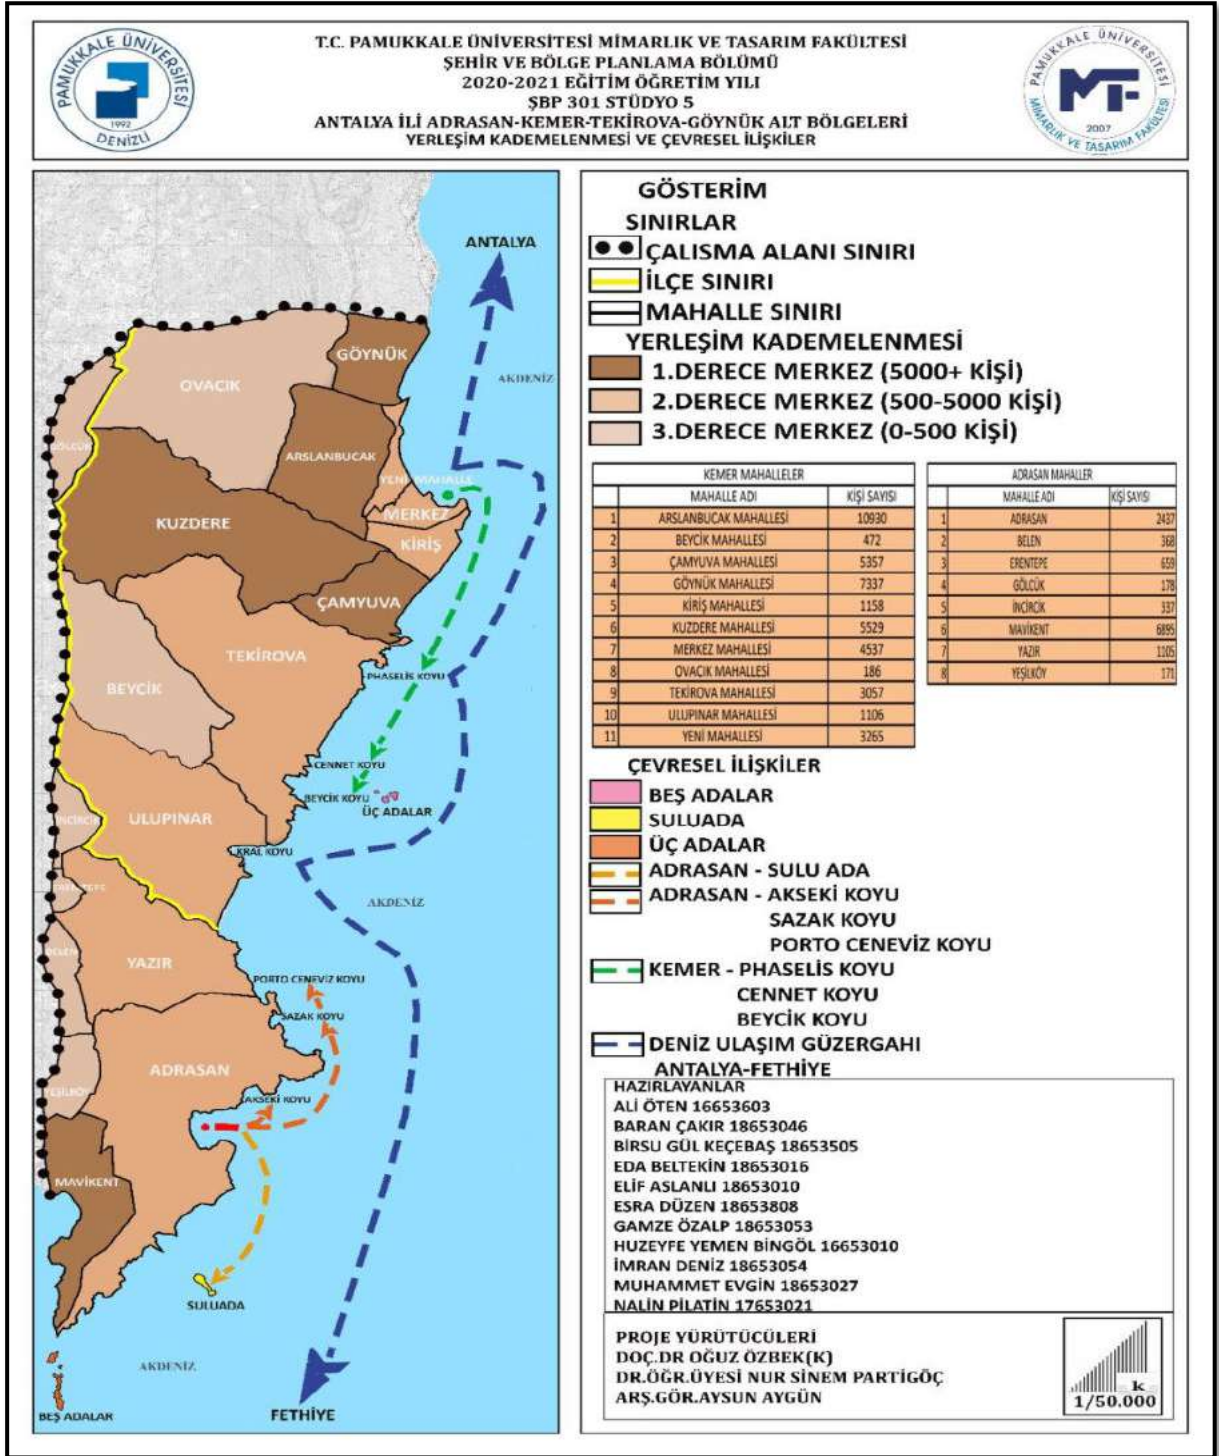 PAMUKKALE ÜNİVERSİTESİ
1992
DENİZLİ
T.C. PAMUKKALE ÜNİVERSİTESİ MİMARLIK VE TASARIM FAKÜLTESİ
ŞEHİR VE BÖLGE PLANLAMA BÖLÜMÜ
2020-2021 EĞİTİM ÖĞRETİM YILI
ŞBP 301 STÜDYO 5
ANTALYA İLİ ADRASAN-KEMER-TEKİROVA-GÖYNÜK ALT BÖLGELERİ
YERLEŞİM KADEMELENMESİ VE ÇEVRESEL İLİŞKİLER
PAMUKKALE ÜNİVERSİTESİ
2007
MİMARLIK VE TASARIM FAKÜLTESİ
ANTALYA
GÖYNÜK
AKDENİZ
OVACIK
GÖLCÜK
ARSLANBUCAK
YENİ MAHALLE
MERKEZ
KUZDERE
KİRİŞ
ÇAMYUVA
TEKİROVA
PHASELİS KOYU
BEYCİK
CENNET KOYU
BEYCİK KOYU
ÜÇ ADALAR
İNCİRCİK
ULUPINAR
KRAL KOYU
AKDENİZ
YAZIR
PORTO CENEVİZ KOYU
SAZAK KOYU
ADRASAN
YEŞİLKÖY
AKSEKİ KOYU
MAVİKENT
SULUADA
AKDENİZ
BEŞ ADALAR
FETHİYE
GÖSTERİM
SINIRLAR
ÇALISMA ALANI SINIRI
İLÇE SINIRI
MAHALLE SINIRI
YERLEŞİM KADEMELENMESİ
1.DERECE MERKEZ (5000+ KİŞİ)
2.DERECE MERKEZ (500-5000 KİŞİ)
3.DERECE MERKEZ (0-500 KİŞİ)
KEMER MAHALLELER
MAHALLE ADI KİŞİ SAYISI
1 ARSLANBUCAK MAHALLESİ 10930
2 BEYCİK MAHALLESİ 472
3 ÇAMYUVA MAHALLESİ 5357
4 GÖYNÜK MAHALLESİ 7337
5 KİRİŞ MAHALLESİ 1158
6 KUZDERE MAHALLESİ 5529
7 MERKEZ MAHALLESİ 4537
8 OVACIK MAHALLESİ 186
9 TEKİROVA MAHALLESİ 3057
10 ULUPINAR MAHALLESİ 1106
11 YENİ MAHALLESİ 3265
ADRASAN MAHALLER
MAHALLE ADI KİŞİ SAYISI
1 ADRASAN 2437
2 BELEN 368
3 ERENTEPE 659
4 GÖLCÜK 178
5 İNCİRCİK 337
6 MAVİKENT 6895
7 YAZIR 1105
8 YEŞİLKÖY 171
ÇEVRESEL İLİŞKİLER
BEŞ ADALAR
SULUADA
ÜÇ ADALAR
ADRASAN - SULU ADA
ADRASAN - AKSEKİ KOYU
SAZAK KOYU
PORTO CENEVİZ KOYU
KEMER - PHASELİS KOYU
CENNET KOYU
BEYCİK KOYU
DENİZ ULAŞIM GÜZERGAHI
ANTALYA-FETHİYE
HAZIRLAYANLAR
ALİ ÖTEN 16653603
BARAN ÇAKIR 18653046
BİRSU GÜL KEÇEBAŞ 18653505
EDA BELTEKİN 18653016
ELİF ASLANLI 18653010
ESRA DÜZEN 18653808
GAMZE ÖZALP 18653053
HUZEYFE YEMEN BİNGÖL 16653010
İMRAN DENİZ 18653054
MUHAMMET EVGİN 18653027
NALİN PİLATİN 17653021
PROJE YÜRÜTÜCÜLERİ
DOÇ.DR OĞUZ ÖZBEK(K)
DR.ÖĞR.ÜYESİ NUR SİNEM PARTİGÖÇ
ARŞ.GÖR.AYSUN AYGÜN
k
1/50.000